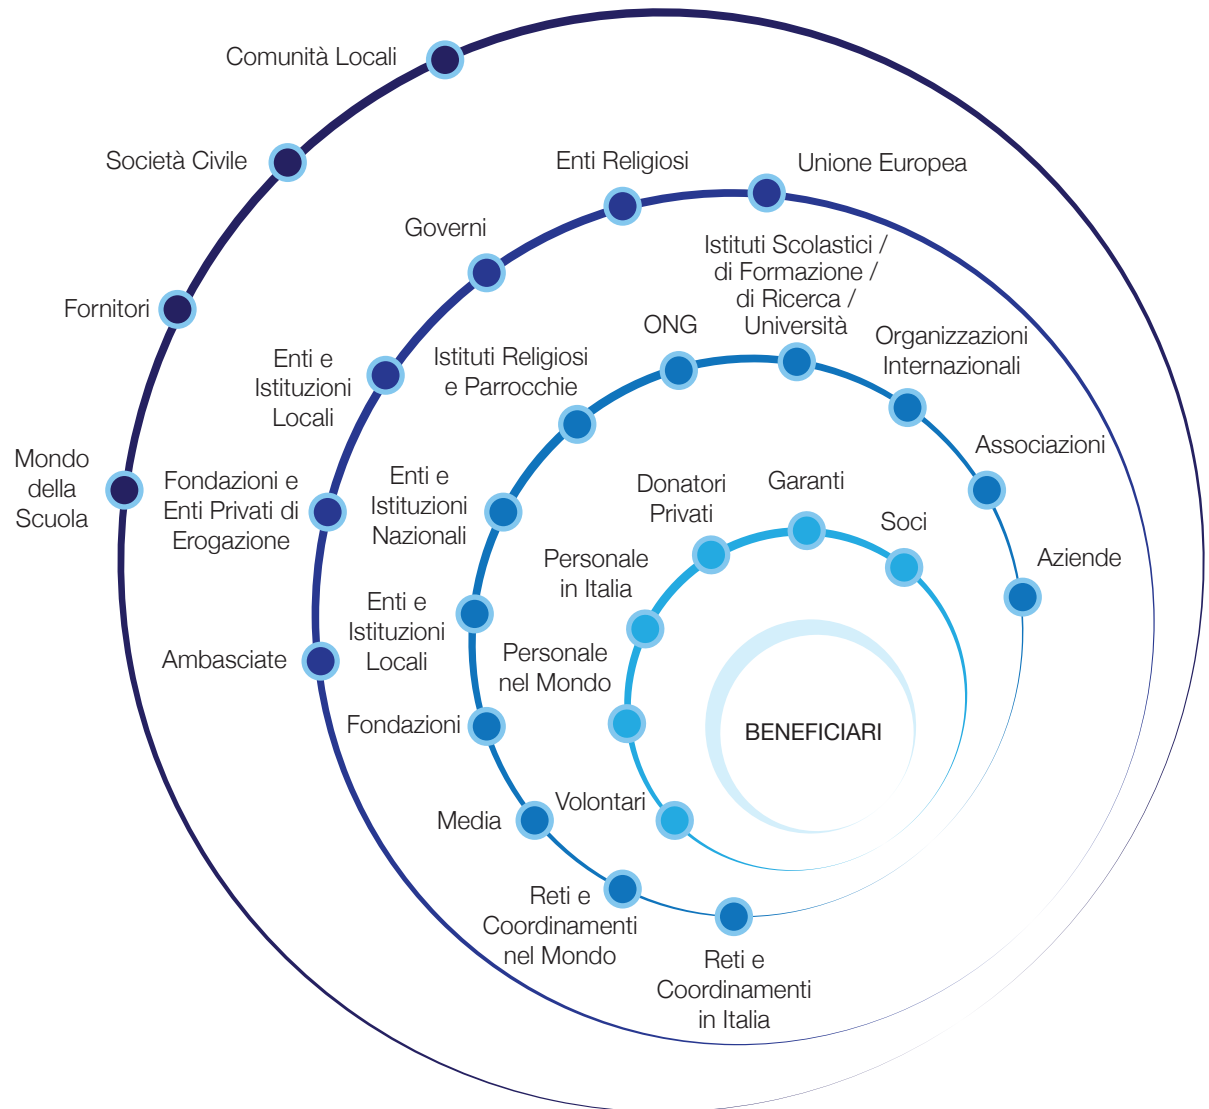 Comunità Locali
Società Civile
Fornitori
Mondo
della
Scuola
Unione Europea
Enti Religiosi
Governi
Enti e
Istituzioni
Locali
Fondazioni e
Enti Privati di
Erogazione
Ambasciate
Istituti Scolastici /
di Formazione /
di Ricerca /
Università
Organizzazioni
Internazionali
Associazioni
Aziende
ONG
Istituti Religiosi
e Parrocchie
Enti e
Istituzioni
Nazionali
Enti e
Istituzioni
Locali
Fondazioni
Media
Reti e
Coordinamenti
nel Mondo
Reti e
Coordinamenti
in Italia
Soci
Garanti
Donatori
Privati
Personale
in Italia
Personale
nel Mondo
Volontari
BENEFICIARI